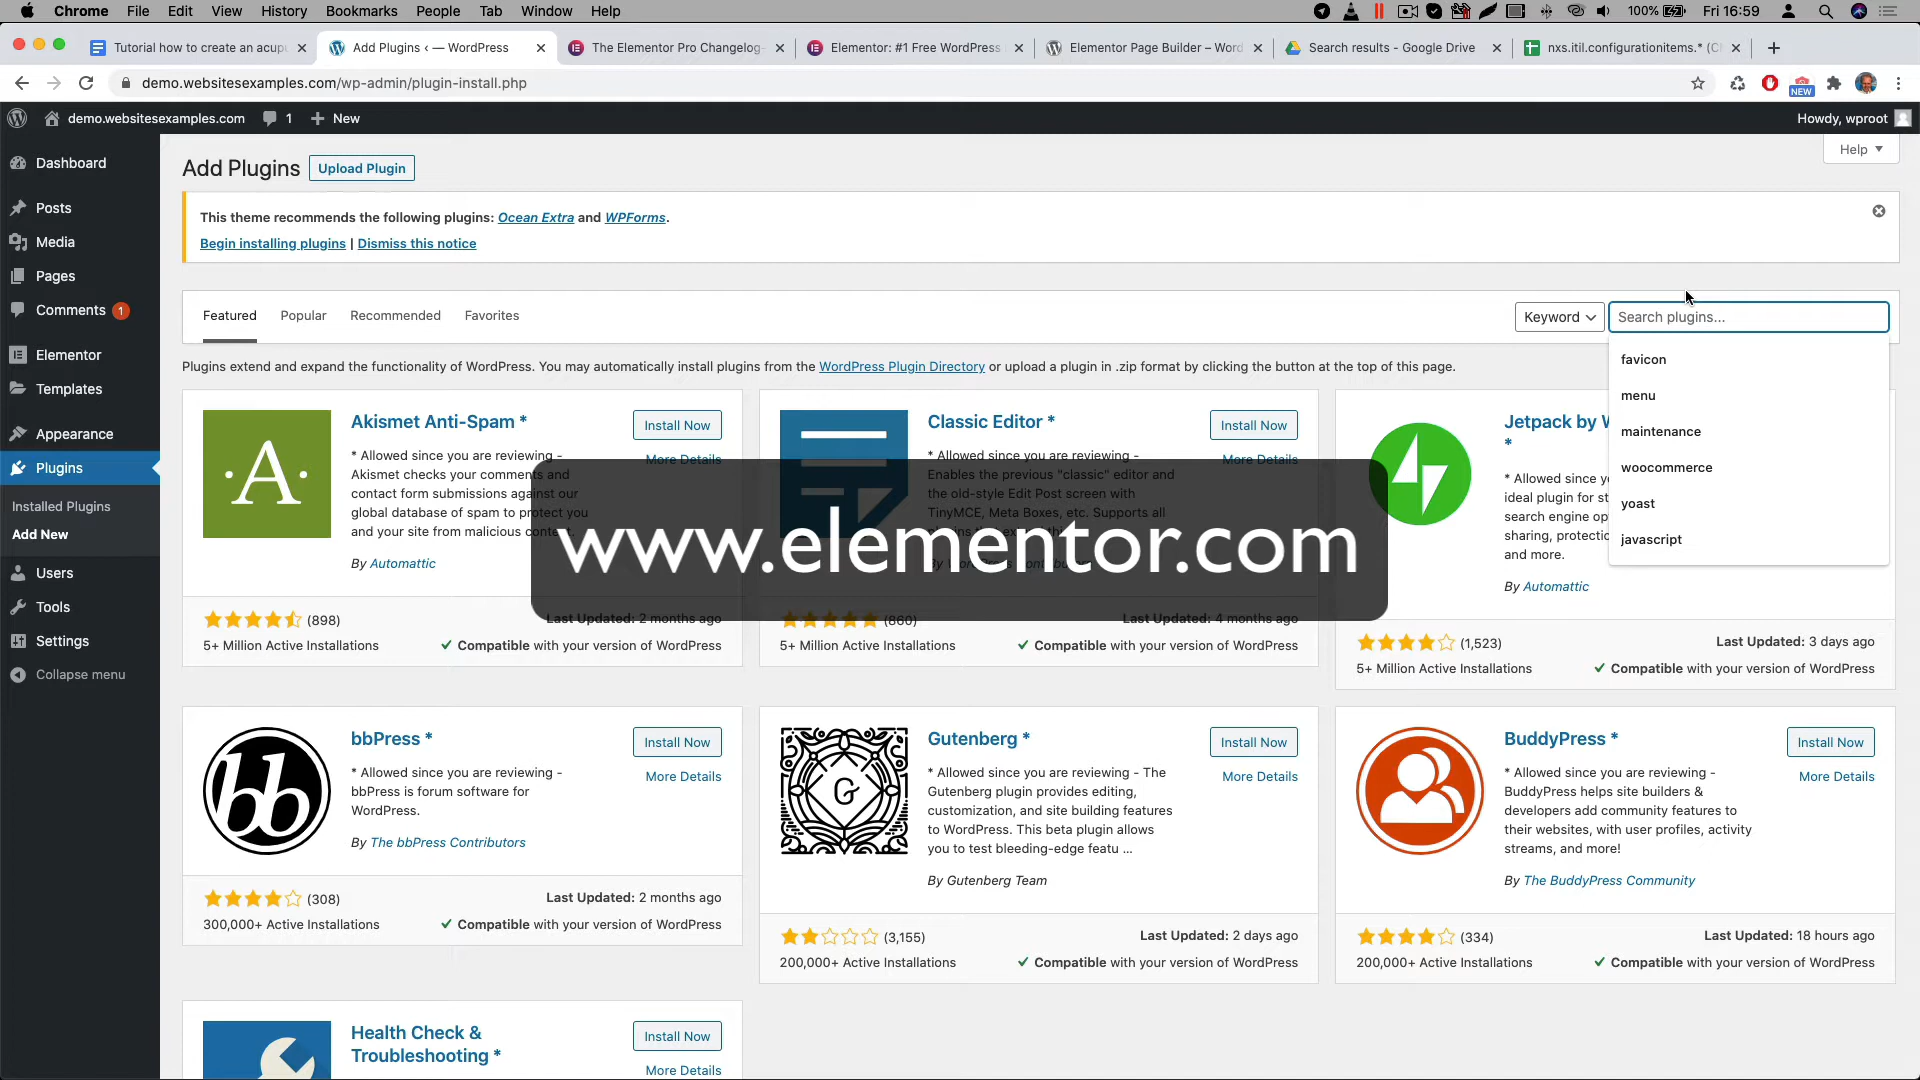 Chrome File Edit View History Bookmarks People Tab Window Help
100% Fri 16:59
Tutorial how to create an acupu
Add Plugins ‹ — WordPress
The Elementor Pro Changelog
Elementor: #1 Free WordPress
Elementor Page Builder – Word
Search results - Google Drive
nxs.itil.configurationitems.* (C
demo.websitesexamples.com/wp-admin/plugin-install.php
NEW
demo.websitesexamples.com 1 New
Howdy, wproot
Dashboard
Posts
Media
Pages
Comments 1
Elementor
Templates
Appearance
Plugins
Installed Plugins
Add New
Users
Tools
Settings
Collapse menu
Help
Add Plugins Upload Plugin
This theme recommends the following plugins: Ocean Extra and WPForms.
Begin installing plugins | Dismiss this notice
Featured Popular Recommended Favorites
Keyword
Search plugins...
favicon
menu
maintenance
woocommerce
yoast
javascript
Plugins extend and expand the functionality of WordPress. You may automatically install plugins from the WordPress Plugin Directory or upload a plugin in .zip format by clicking the button at the top of this page.
Akismet Anti-Spam *
Install Now
More Details
* Allowed since you are reviewing -
Akismet checks your comments and
contact form submissions against our
global database of spam to protect you
and your site from malicious content.
By Automattic
(898)
Last Updated: 2 months ago
5+ Million Active Installations
Compatible with your version of WordPress
Classic Editor *
Install Now
More Details
* Allowed since you are reviewing -
Enables the previous "classic" editor and
the old-style Edit Post screen with
TinyMCE, Meta Boxes, etc. Supports all
(860)
Last Updated: 4 months ago
5+ Million Active Installations
Compatible with your version of WordPress
Jetpack by W
*
* Allowed since y
ideal plugin for st
search engine op
sharing, protectic
and more.
By Automattic
(1,523)
Last Updated: 3 days ago
5+ Million Active Installations
Compatible with your version of WordPress
www.elementor.com
bbPress *
Install Now
More Details
* Allowed since you are reviewing -
bbPress is forum software for
WordPress.
By The bbPress Contributors
(308)
Last Updated: 2 months ago
300,000+ Active Installations
Compatible with your version of WordPress
Gutenberg *
Install Now
More Details
* Allowed since you are reviewing - The
Gutenberg plugin provides editing,
customization, and site building features
to WordPress. This beta plugin allows
you to test bleeding-edge featu ...
By Gutenberg Team
(3,155)
Last Updated: 2 days ago
200,000+ Active Installations
Compatible with your version of WordPress
BuddyPress *
Install Now
More Details
* Allowed since you are reviewing -
BuddyPress helps site builders &
developers add community features to
their websites, with user profiles, activity
streams, and more!
By The BuddyPress Community
(334)
Last Updated: 18 hours ago
200,000+ Active Installations
Compatible with your version of WordPress
Health Check &
Troubleshooting *
Install Now
More Details